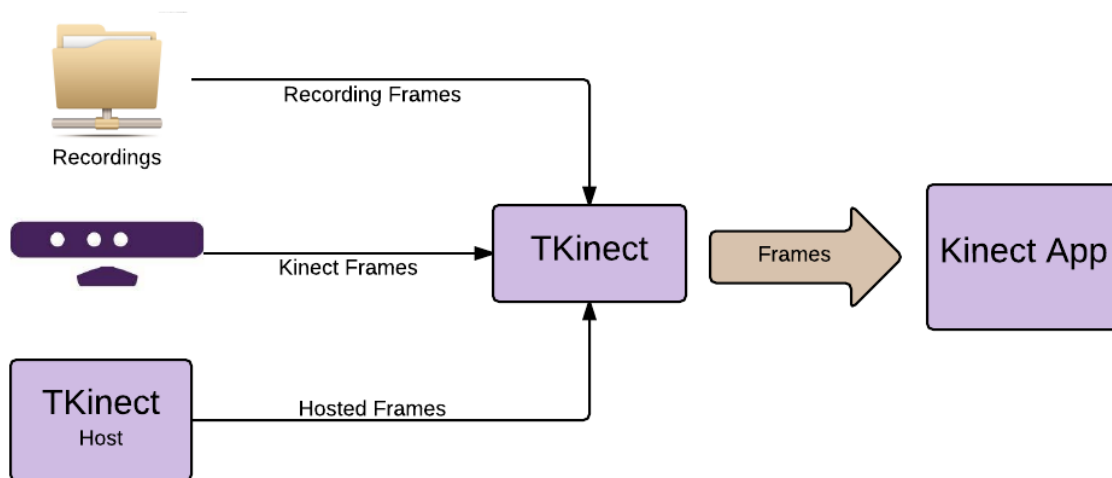 Recording Frames
Recordings
Kinect Frames
TKinect
Frames
Kinect App
TKinect
Host
Hosted Frames